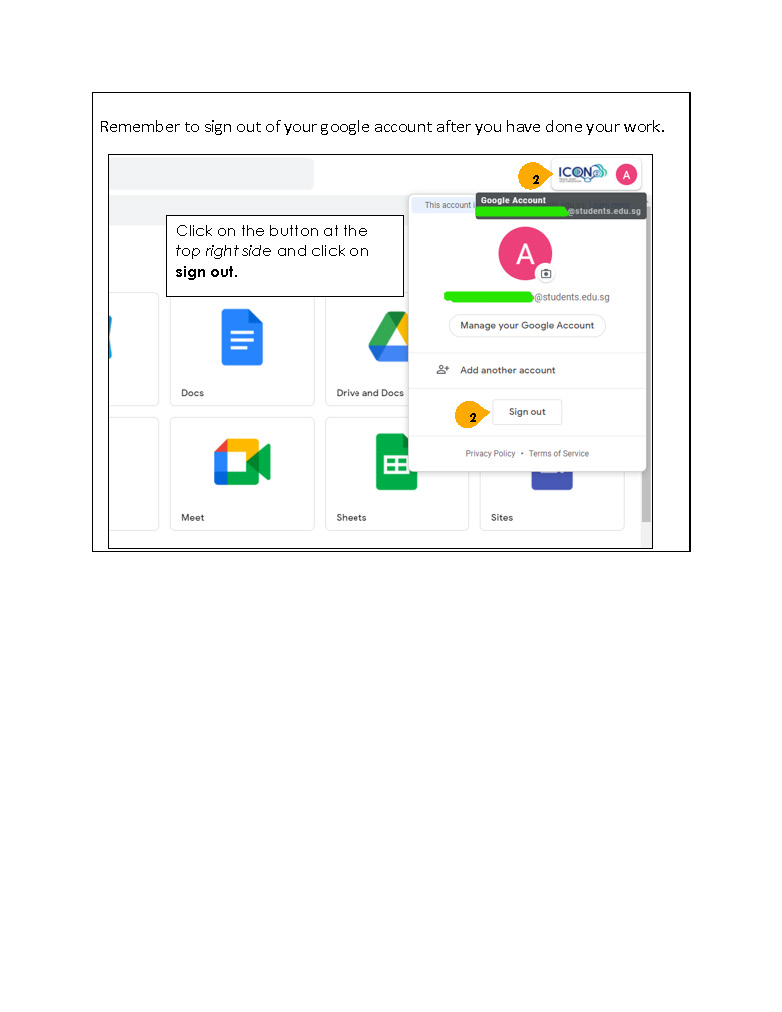 Remember to sign out of your google account after you have done your work.
2
ICON
A
This account i
Google Account
@students.edu.sg
Click on the button at the
top right side and click on
sign out.
A
@students.edu.sg
Manage your Google Account
Add another account
Docs
Drive and Docs
2
Sign out
Privacy Policy • Terms of Service
Meet
Sheets
Sites